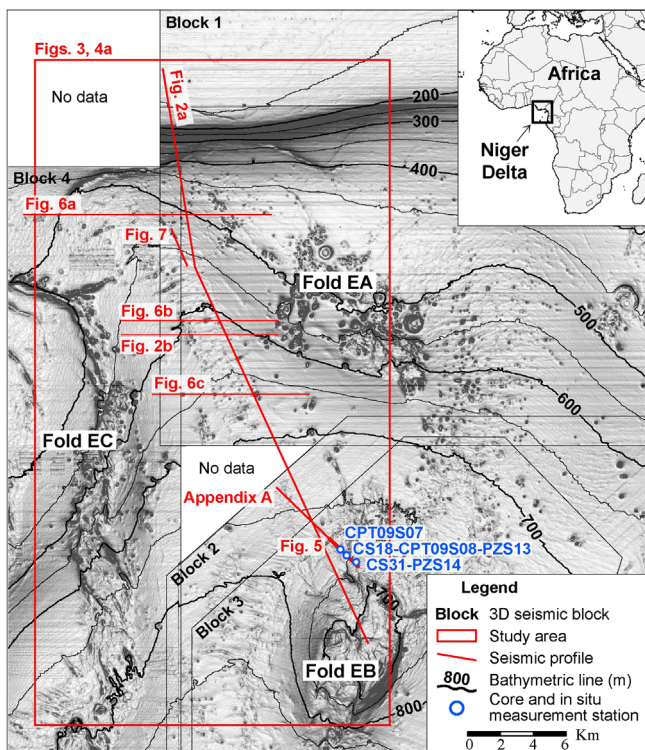 Block 1
Figs. 3, 4a
No data
Fig. 2a
Africa
Niger
Delta
200
300
400
Block 4
Fig. 6a
Fig. 7
Fold EA
500
Fig. 6b
Fig. 2b
Fig. 6c
600
Fold EC
No data
Appendix A
700
Fig. 5
CPT09S07
CS18-CPT09S08-PZS13
CS31-PZS14
Block 2
Block 3
700
Fold EB
800
Legend
Block 3D seismic block
Study area
Seismic profile
800 Bathymetric line (m)
Core and in situ
measurement station
0 2 4 6 Km